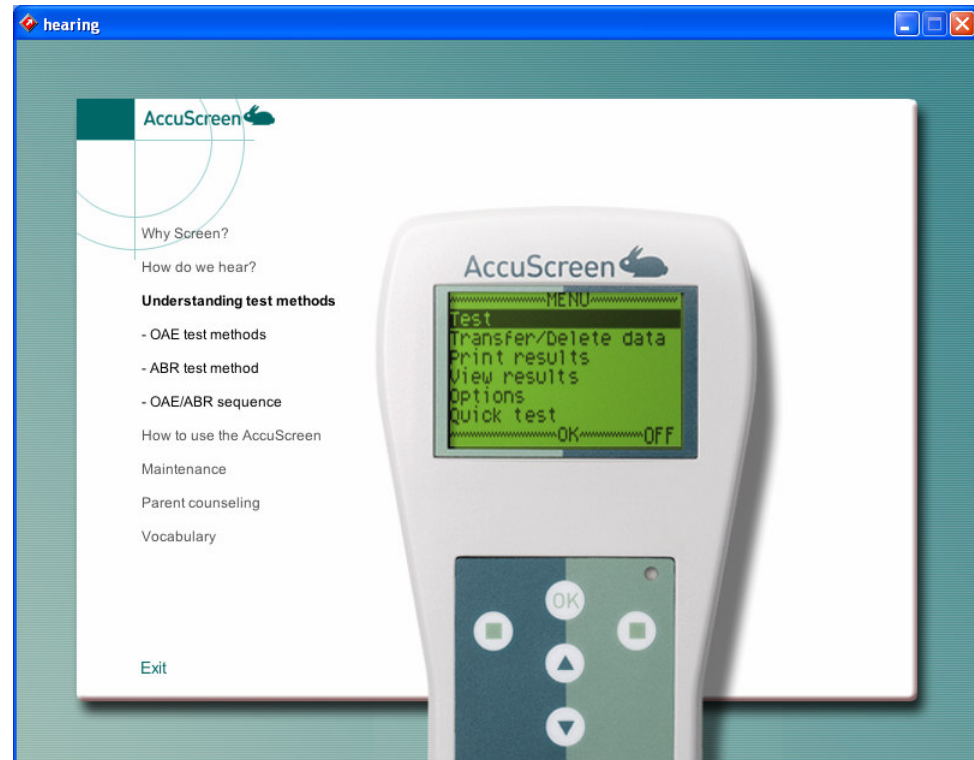 hearing
AccuScreen
Why Screen?
How do we hear?
Understanding test methods
- OAE test methods
- ABR test method
- OAE/ABR sequence
How to use the AccuScreen
Maintenance
Parent counseling
Vocabulary
Exit
AccuScreen
MENU
Test
Transfer/Delete data
Print results
View results
Options
Quick test
OK OFF
OK